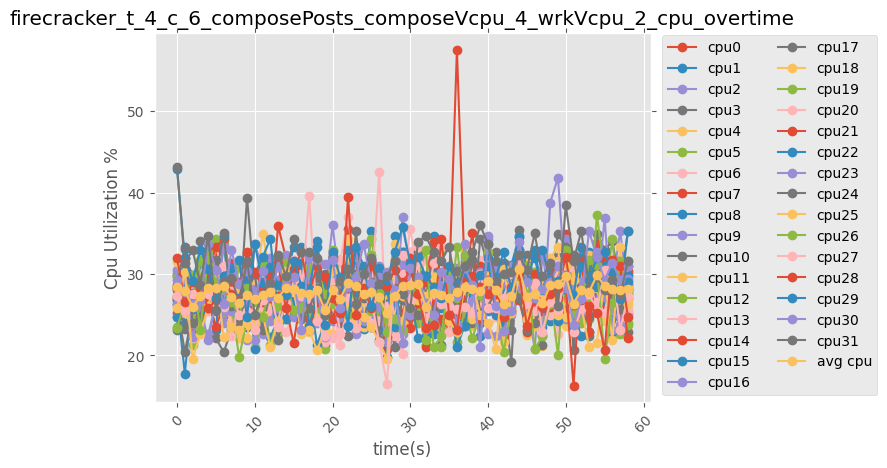 firecracker_t_4_c_6_composePosts_composeVcpu_4_wrkVcpu_2_cpu_overtime
Cpu Utilization %
50
40
30
20
0
10
20
30
40
50
60
time(s)
cpu0
cpu1
cpu2
cpu3
cpu4
cpu5
cpu6
cpu7
cpu8
cpu9
cpu10
cpu11
cpu12
cpu13
cpu14
cpu15
cpu16
cpu17
cpu18
cpu19
cpu20
cpu21
cpu22
cpu23
cpu24
cpu25
cpu26
cpu27
cpu28
cpu29
cpu30
cpu31
avg cpu